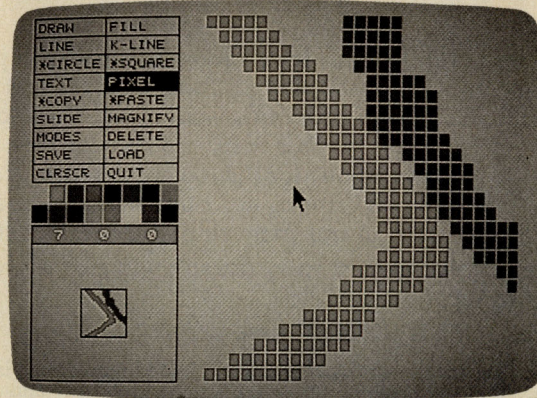 DRAW FILL
LINE K-LINE
*CIRCLE *SQUARE
TEXT PIXEL
*COPY *PASTE
SLIDE MAGNIFY
MODES DELETE
SAVE LOAD
CLRSCR QUIT
7 0 0